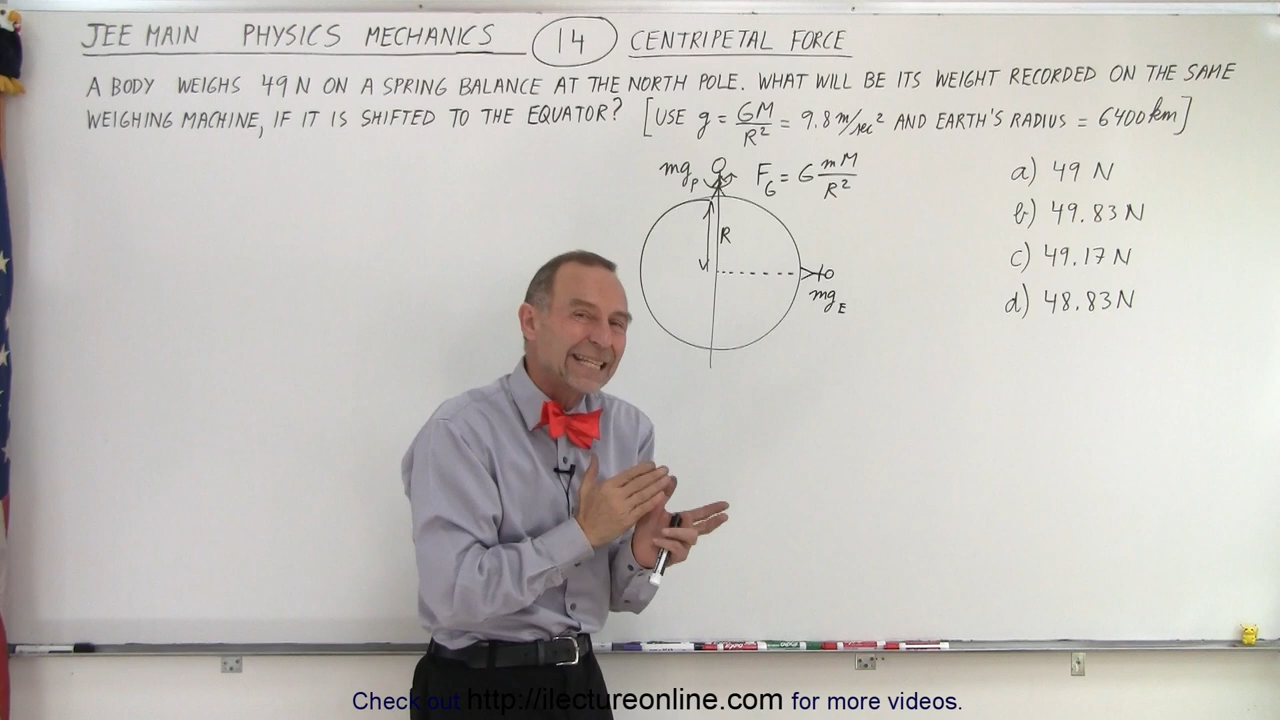 JEE MAIN PHYSICS MECHANICS 14 CENTRIPETAL FORCE
A BODY WEIGHS 49 N ON A SPRING BALANCE AT THE NORTH POLE. WHAT WILL BE ITS WEIGHT RECORDED ON THE SAME
WEIGHING MACHINE, IF IT IS SHIFTED TO THE EQUATOR? [USE g = GM/R² = 9.8 m/sec² AND EARTH'S RADIUS = 6400 km]
mg_P F_G = G mM/R²
R
mg_E
a) 49 N
b) 49.83 N
c) 49.17 N
d) 48.83 N
Check out http://ilectureonline.com for more videos.